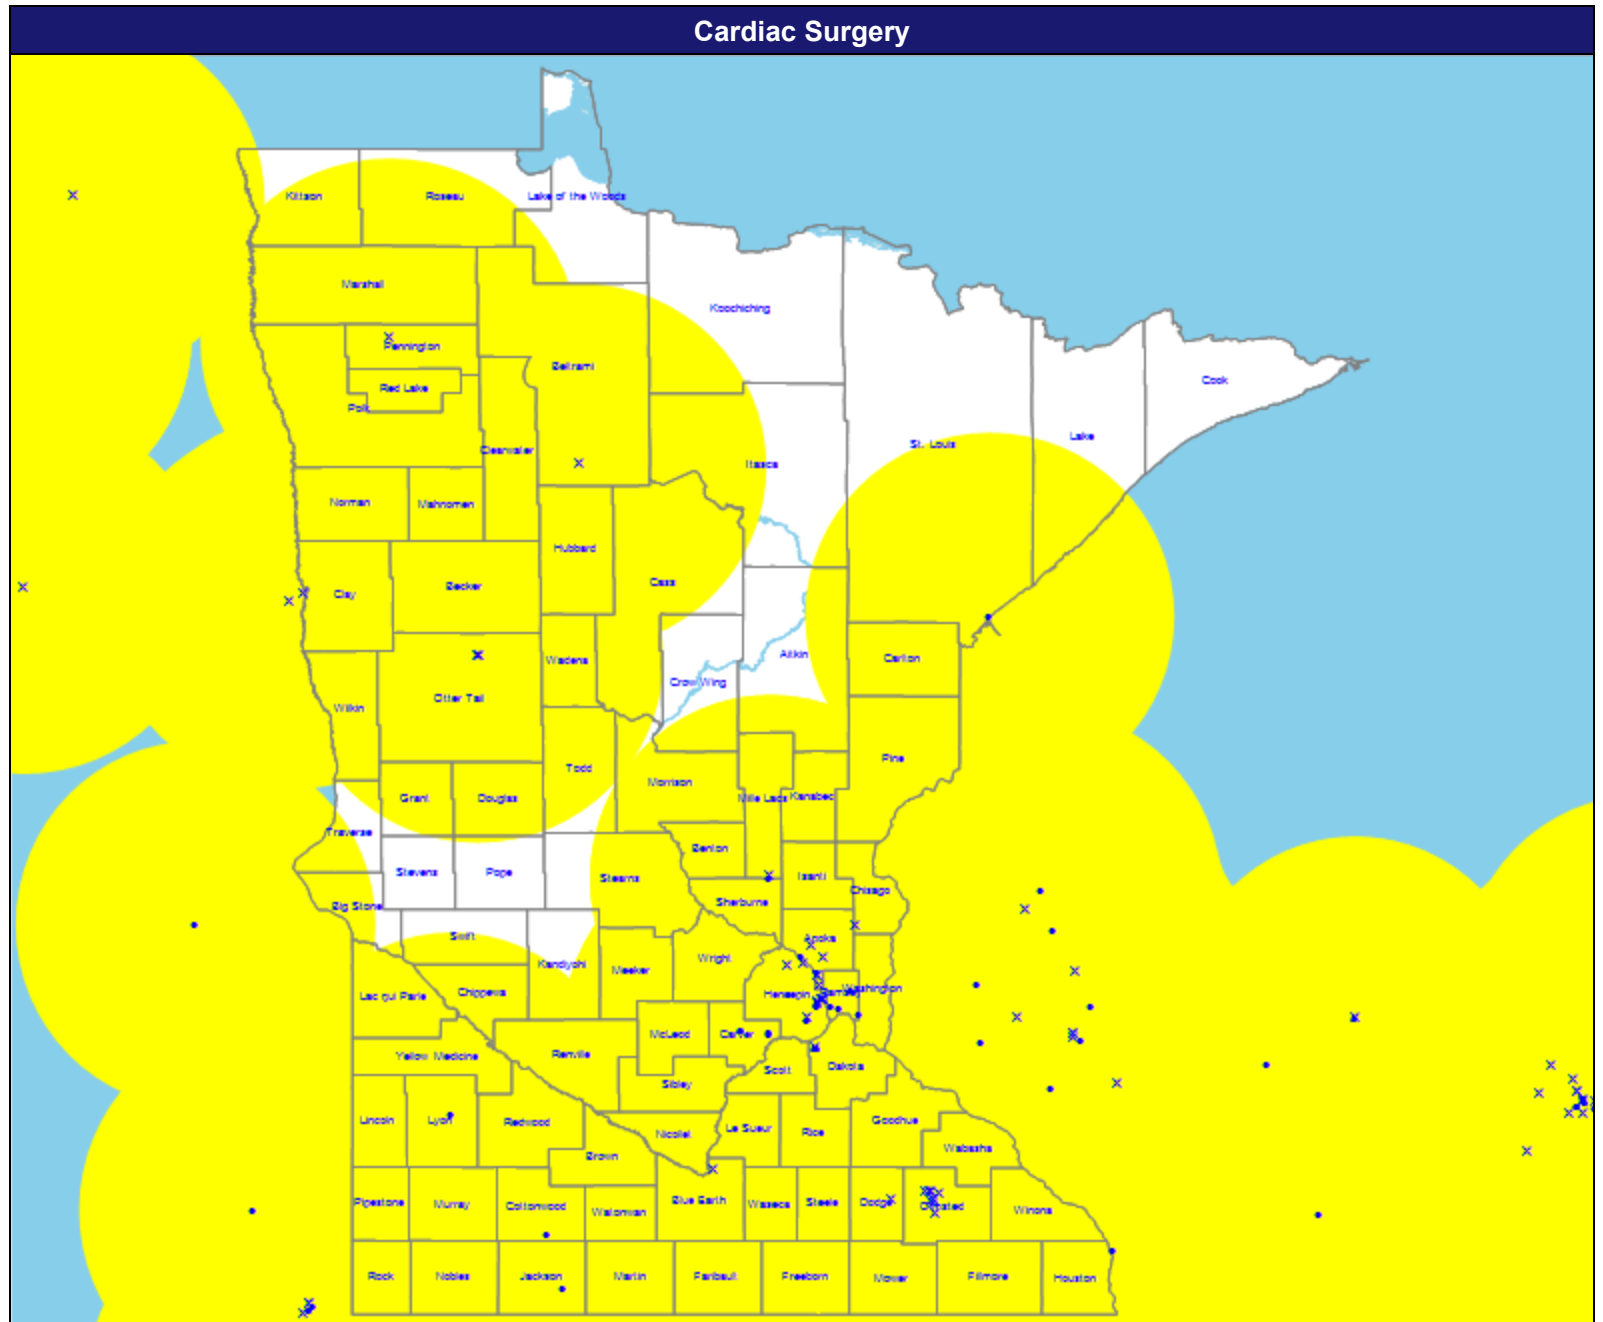 Cardiac Surgery
Kittson
Roseau
Lake of the Woods
Marshall
Koochiching
Pennington
Beltrami
Red Lake
Polk
Cook
Clearwater
St. Louis
Lake
Itasca
Norman
Mahnomen
Hubbard
Clay
Becker
Cass
Wadena
Aitkin
Carlton
Crow Wing
Otter Tail
Wilkin
Todd
Pine
Morrison
Grant
Douglas
Mille Lacs
Kanabec
Traverse
Benton
Stevens
Pope
Stearns
Isanti
Chisago
Sherburne
Big Stone
Swift
Anoka
Kandiyohi
Meeker
Wright
Lac qui Parle
Chippewa
Hennepin
Ramsey
Washington
McLeod
Carver
Yellow Medicine
Renville
Scott
Dakota
Sibley
Lincoln
Lyon
Redwood
Nicollet
Le Sueur
Rice
Goodhue
Wabasha
Brown
Pipestone
Murray
Cottonwood
Watonwan
Blue Earth
Waseca
Steele
Dodge
Olmsted
Winona
Rock
Nobles
Jackson
Martin
Faribault
Freeborn
Mower
Fillmore
Houston